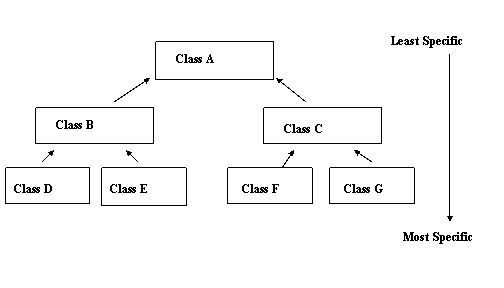 Least Specific
Class A
Class B
Class C
Class D
Class E
Class F
Class G
Most Specific